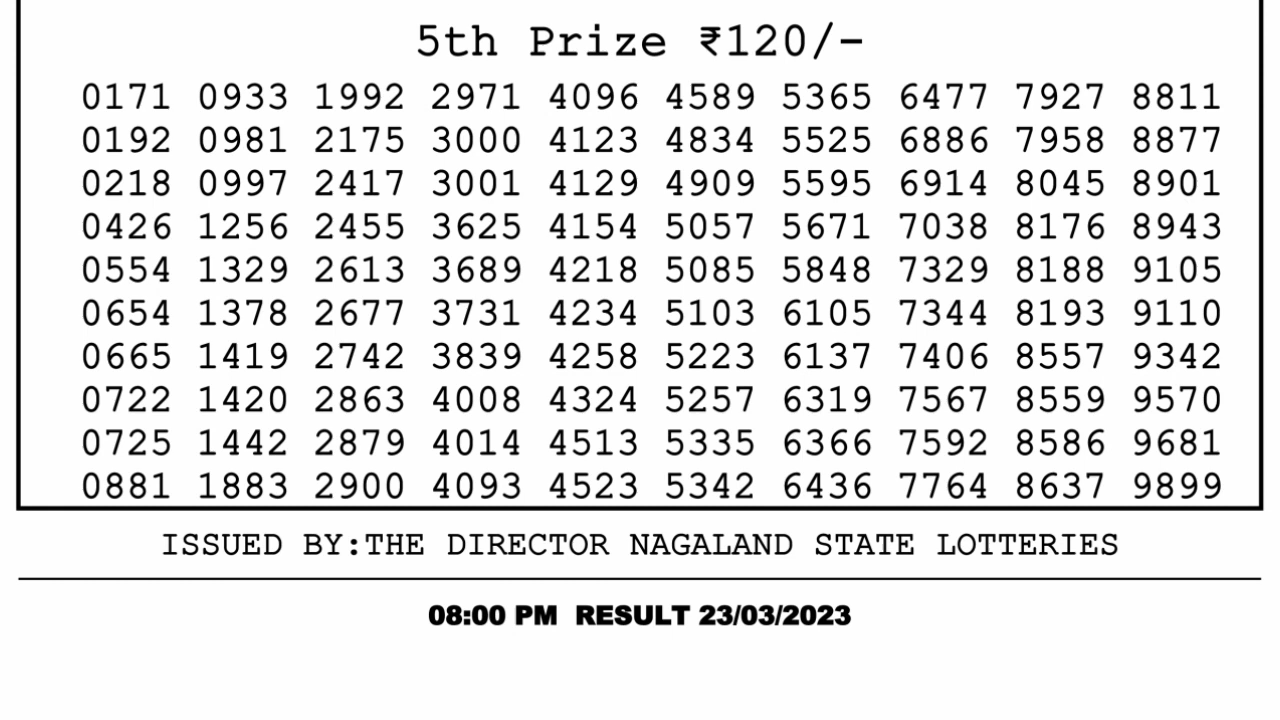 5th Prize ₹120/-
0171 0933 1992 2971 4096 4589 5365 6477 7927 8811
0192 0981 2175 3000 4123 4834 5525 6886 7958 8877
0218 0997 2417 3001 4129 4909 5595 6914 8045 8901
0426 1256 2455 3625 4154 5057 5671 7038 8176 8943
0554 1329 2613 3689 4218 5085 5848 7329 8188 9105
0654 1378 2677 3731 4234 5103 6105 7344 8193 9110
0665 1419 2742 3839 4258 5223 6137 7406 8557 9342
0722 1420 2863 4008 4324 5257 6319 7567 8559 9570
0725 1442 2879 4014 4513 5335 6366 7592 8586 9681
0881 1883 2900 4093 4523 5342 6436 7764 8637 9899
ISSUED BY:THE DIRECTOR NAGALAND STATE LOTTERIES
08:00 PM RESULT 23/03/2023